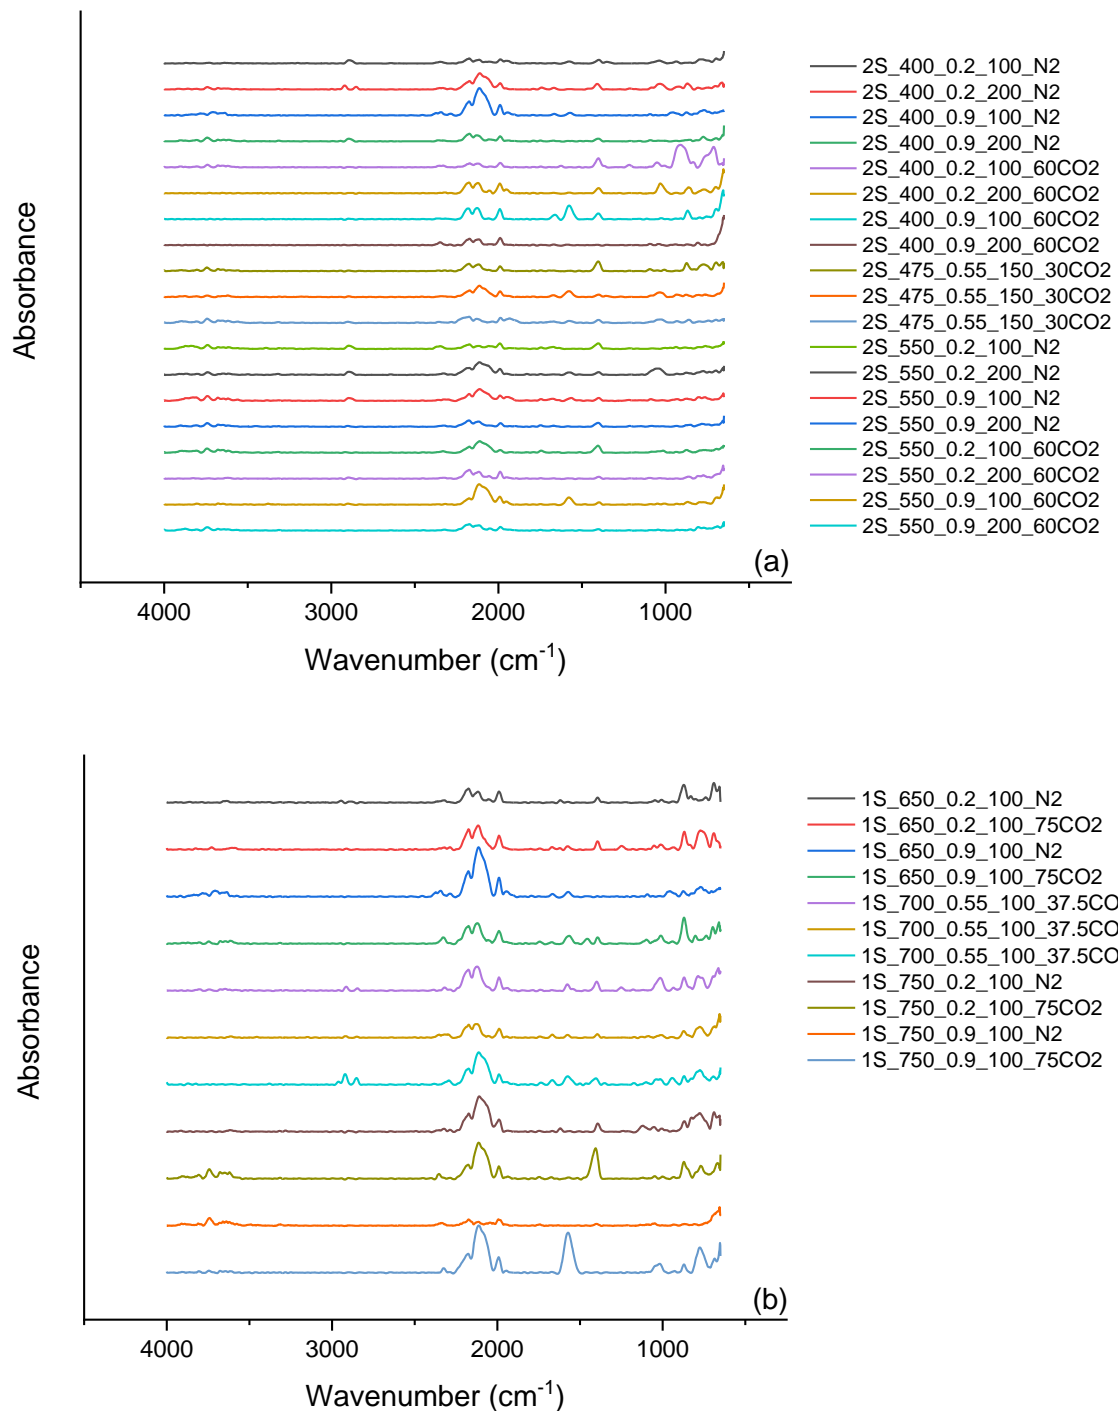 Absorbance
2S_400_0.2_100_N2
2S_400_0.2_200_N2
2S_400_0.9_100_N2
2S_400_0.9_200_N2
2S_400_0.2_100_60CO2
2S_400_0.2_200_60CO2
2S_400_0.9_100_60CO2
2S_400_0.9_200_60CO2
2S_475_0.55_150_30CO2
2S_475_0.55_150_30CO2
2S_475_0.55_150_30CO2
2S_550_0.2_100_N2
2S_550_0.2_200_N2
2S_550_0.9_100_N2
2S_550_0.9_200_N2
2S_550_0.2_100_60CO2
2S_550_0.2_200_60CO2
2S_550_0.9_100_60CO2
2S_550_0.9_200_60CO2
(a)
4000 3000 2000 1000
Wavenumber (cm⁻¹)
Absorbance
1S_650_0.2_100_N2
1S_650_0.2_100_75CO2
1S_650_0.9_100_N2
1S_650_0.9_100_75CO2
1S_700_0.55_100_37.5CO
1S_700_0.55_100_37.5CO
1S_700_0.55_100_37.5CO
1S_750_0.2_100_N2
1S_750_0.2_100_75CO2
1S_750_0.9_100_N2
1S_750_0.9_100_75CO2
(b)
4000 3000 2000 1000
Wavenumber (cm⁻¹)